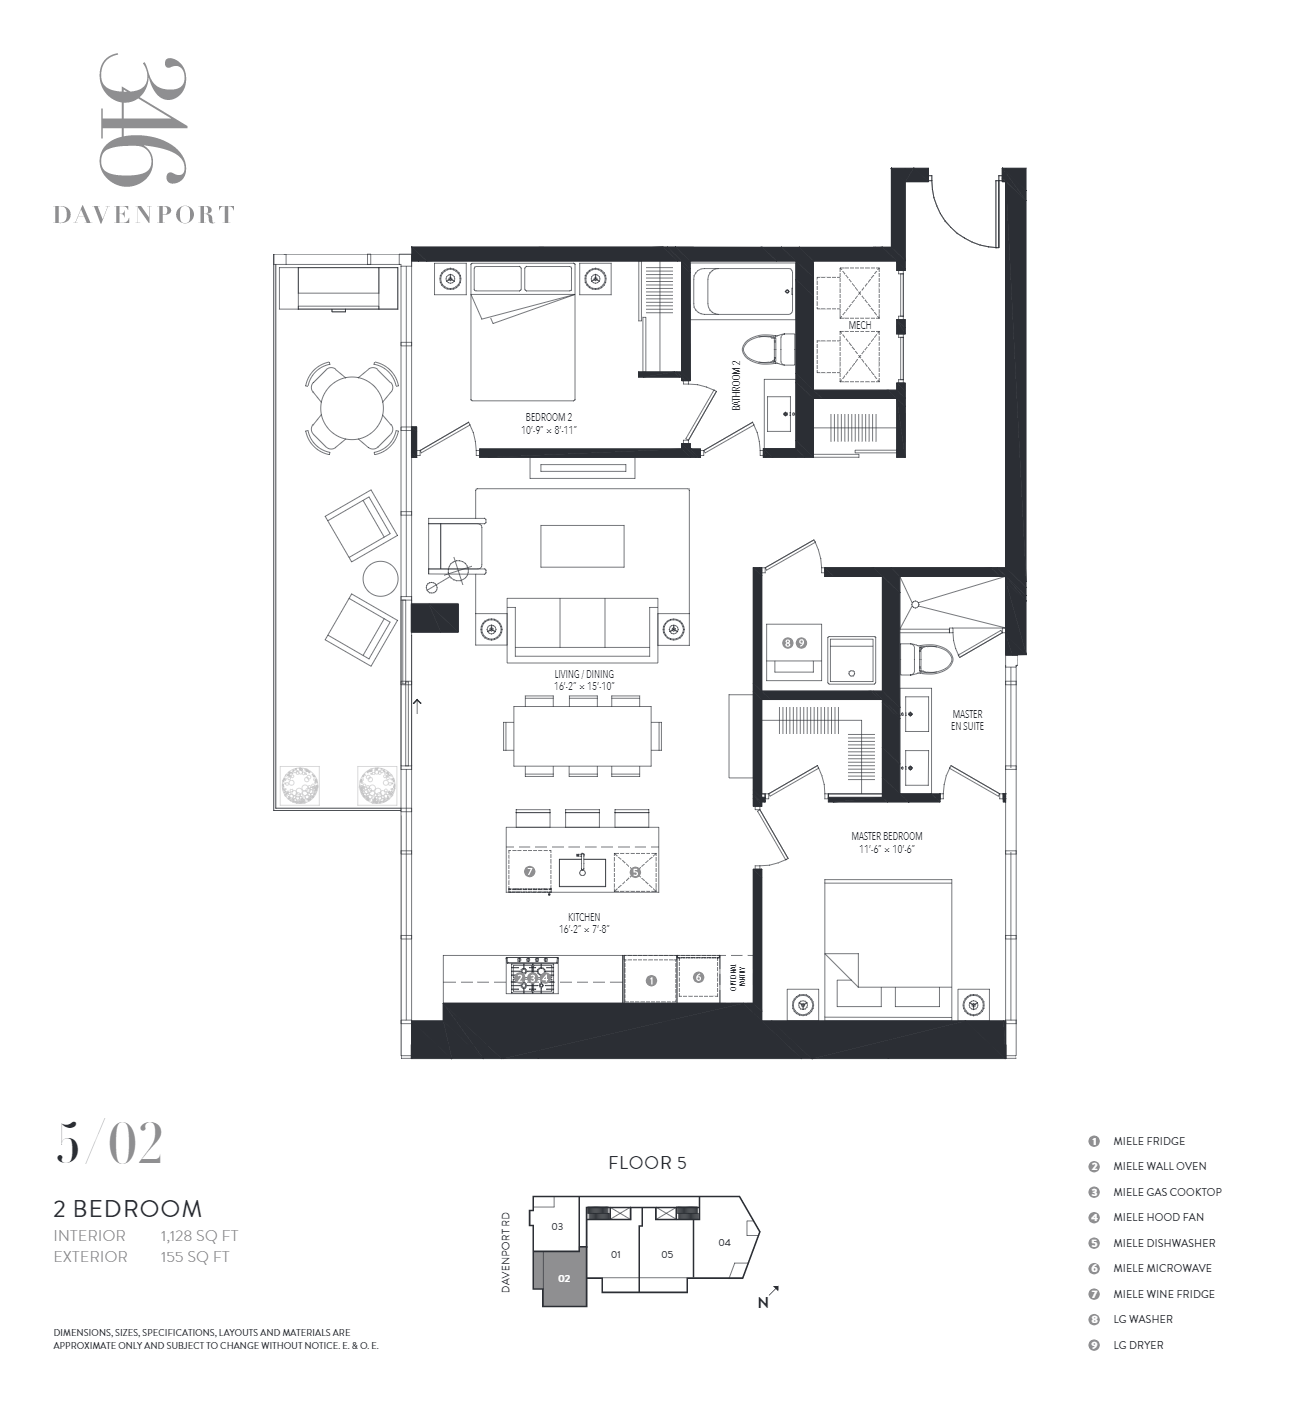 346
DAVENPORT
MECH
BATHROOM 2
BEDROOM 2
10'-9" × 8'-11"
8 9
LIVING / DINING
16'-2" × 15'-10"
MASTER
EN SUITE
MASTER BEDROOM
11'-6" × 10'-6"
7
5
KITCHEN
16'-2" × 7'-8"
2 3 4
1
6
OPTIONAL
PANTRY
5/02
2 BEDROOM
INTERIOR 1,128 SQ FT
EXTERIOR 155 SQ FT
DIMENSIONS, SIZES, SPECIFICATIONS, LAYOUTS AND MATERIALS ARE
APPROXIMATE ONLY AND SUBJECT TO CHANGE WITHOUT NOTICE. E. & O. E.
FLOOR 5
DAVENPORT RD
03
01
05
04
02
N
1 MIELE FRIDGE
2 MIELE WALL OVEN
3 MIELE GAS COOKTOP
4 MIELE HOOD FAN
5 MIELE DISHWASHER
6 MIELE MICROWAVE
7 MIELE WINE FRIDGE
8 LG WASHER
9 LG DRYER